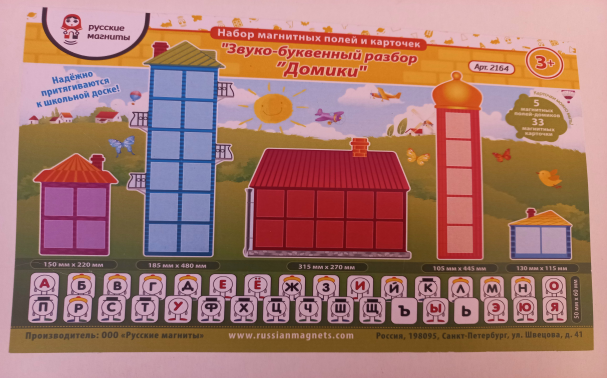 русские
магниты
Набор магнитных полей и карточек
"Звуко-буквенный разбор
"Домики"
Арт. 2164
3+
Надёжно
притягиваются
к школьной доске!
5
магнитных
полей-домиков
33
магнитных
карточки
150 мм x 220 мм
185 мм x 480 мм
315 мм x 270 мм
105 мм x 445 мм
130 мм x 115 мм
А Б В Г Д Е Ё Ж З И Й К Л М Н О
П Р С Т У Ф Х Ц Ч Ш Щ Ъ Ы Ь Э Ю Я
50 мм x 60 мм
Производитель: ООО «Русские магниты»
www.russianmagnets.com
Россия, 198095, Санкт-Петербург, ул. Швецова, д. 41